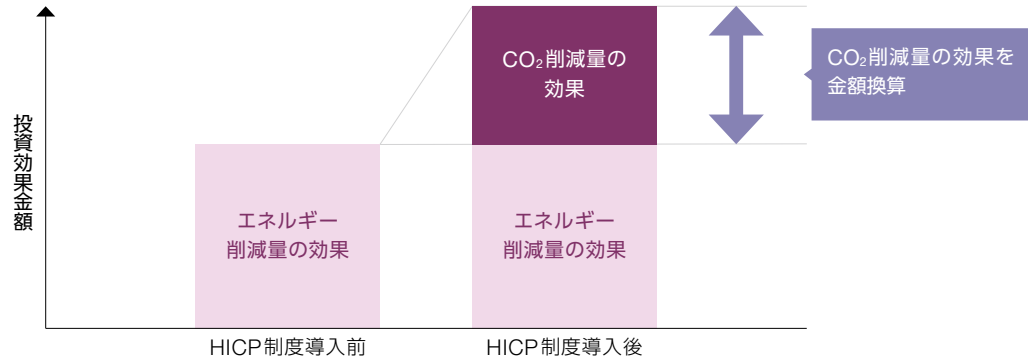 投資効果金額
CO₂削減量の
効果
CO₂削減量の効果を
金額換算
エネルギー
削減量の効果
エネルギー
削減量の効果
HICP制度導入前
HICP制度導入後